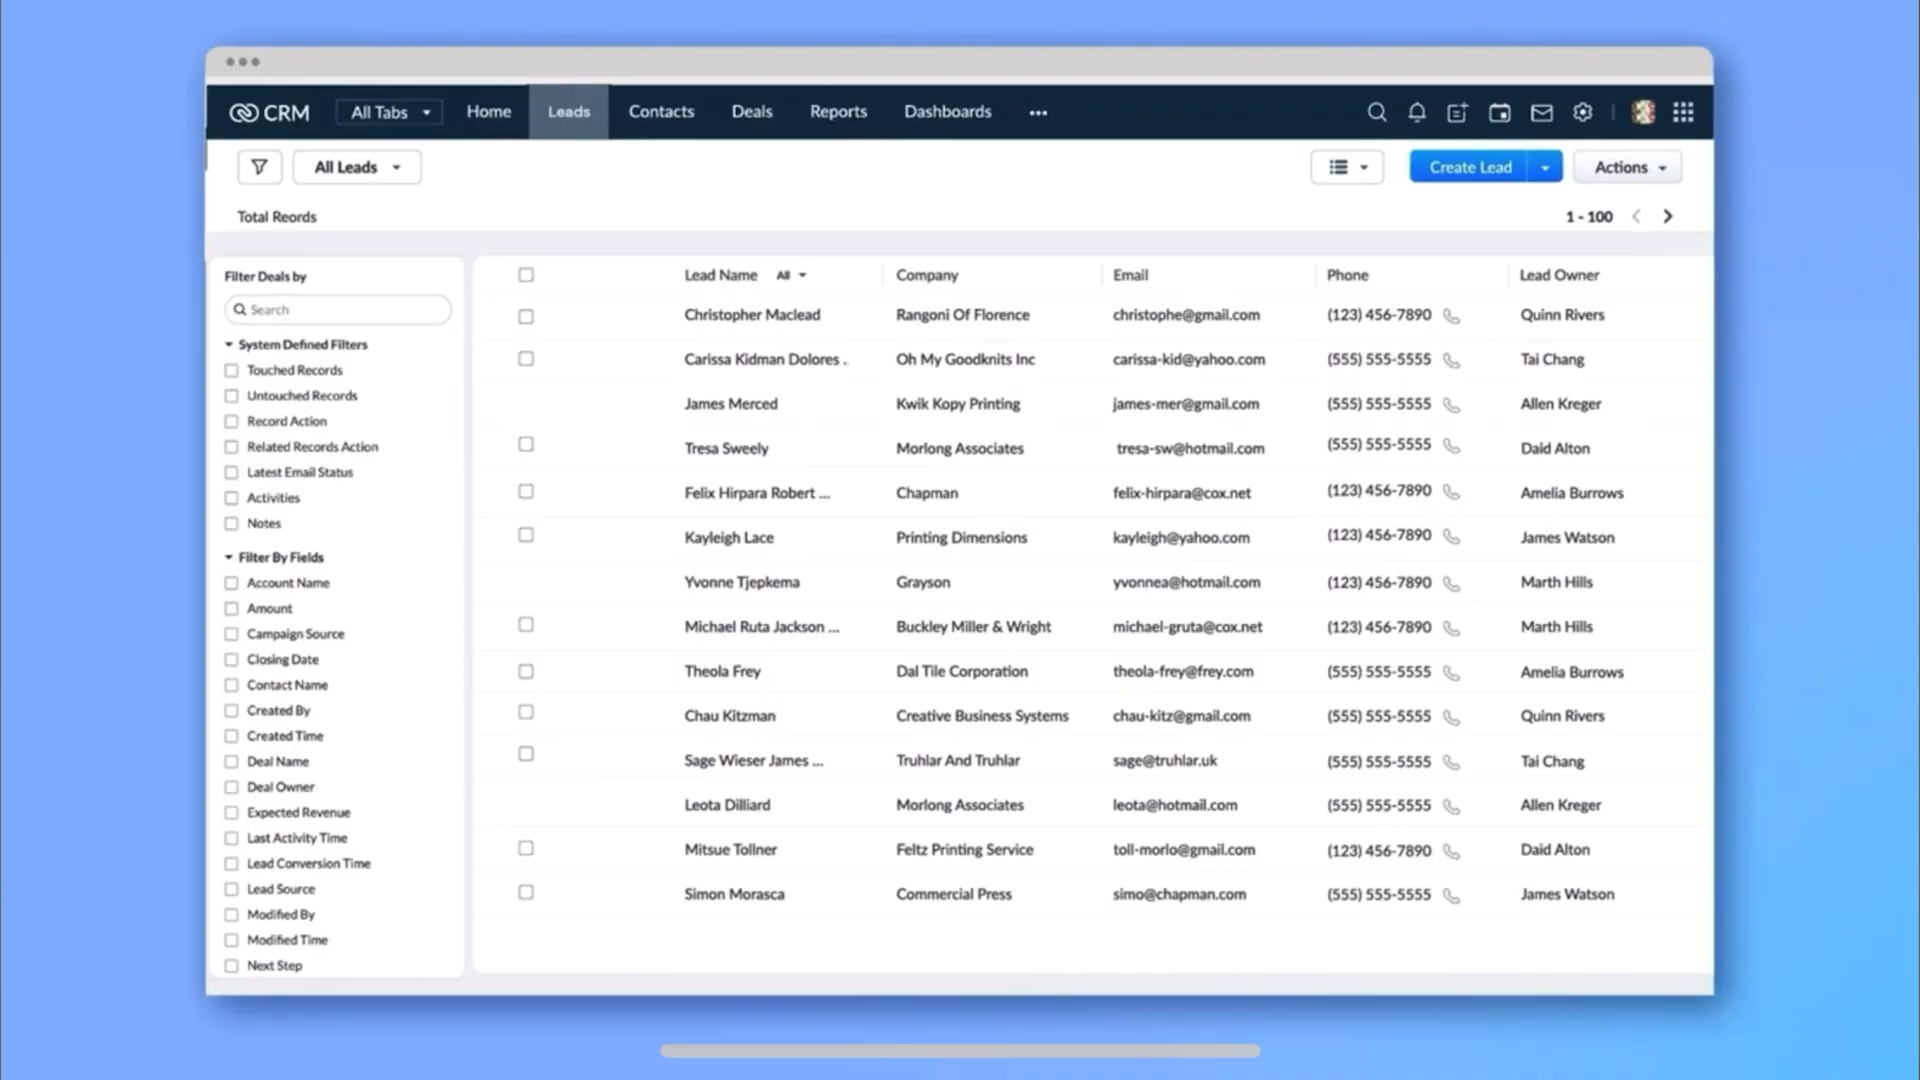 CRM All Tabs Home Leads Contacts Deals Reports Dashboards
All Leads Create Lead Actions
Total Reords 1 - 100
Filter Deals by
Search
System Defined Filters
Touched Records
Untouched Records
Record Action
Related Records Action
Latest Email Status
Activities
Notes
Filter By Fields
Account Name
Amount
Campaign Source
Closing Date
Contact Name
Created By
Created Time
Deal Name
Deal Owner
Expected Revenue
Last Activity Time
Lead Conversion Time
Lead Source
Modified By
Modified Time
Next Step
Lead Name All Company Email Phone Lead Owner
Christopher Maclead Rangoni Of Florence christophe@gmail.com (123) 456-7890 Quinn Rivers
Carissa Kidman Dolores .. Oh My Goodknits Inc carissa-kid@yahoo.com (555) 555-5555 Tai Chang
James Merced Kwik Kopy Printing james-mer@gmail.com (555) 555-5555 Allen Kreger
Tresa Sweely Morlong Associates tresa-sw@hotmail.com (555) 555-5555 Daid Alton
Felix Hirpara Robert ... Chapman felix-hirpara@cox.net (123) 456-7890 Amelia Burrows
Kayleigh Lace Printing Dimensions kayleigh@yahoo.com (123) 456-7890 James Watson
Yvonne Tjepkema Grayson yvonnea@hotmail.com (123) 456-7890 Marth Hills
Michael Ruta Jackson ... Buckley Miller & Wright michael-gruta@cox.net (123) 456-7890 Marth Hills
Theola Frey Dal Tile Corporation theola-frey@frey.com (555) 555-5555 Amelia Burrows
Chau Kitzman Creative Business Systems chau-kitz@gmail.com (555) 555-5555 Quinn Rivers
Sage Wieser James ... Truhlar And Truhlar sage@truhlar.uk (555) 555-5555 Tai Chang
Leota Dilliard Morlong Associates leota@hotmail.com (555) 555-5555 Allen Kreger
Mitsue Tollner Feltz Printing Service toll-morlo@gmail.com (123) 456-7890 Daid Alton
Simon Morasca Commercial Press simo@chapman.com (555) 555-5555 James Watson